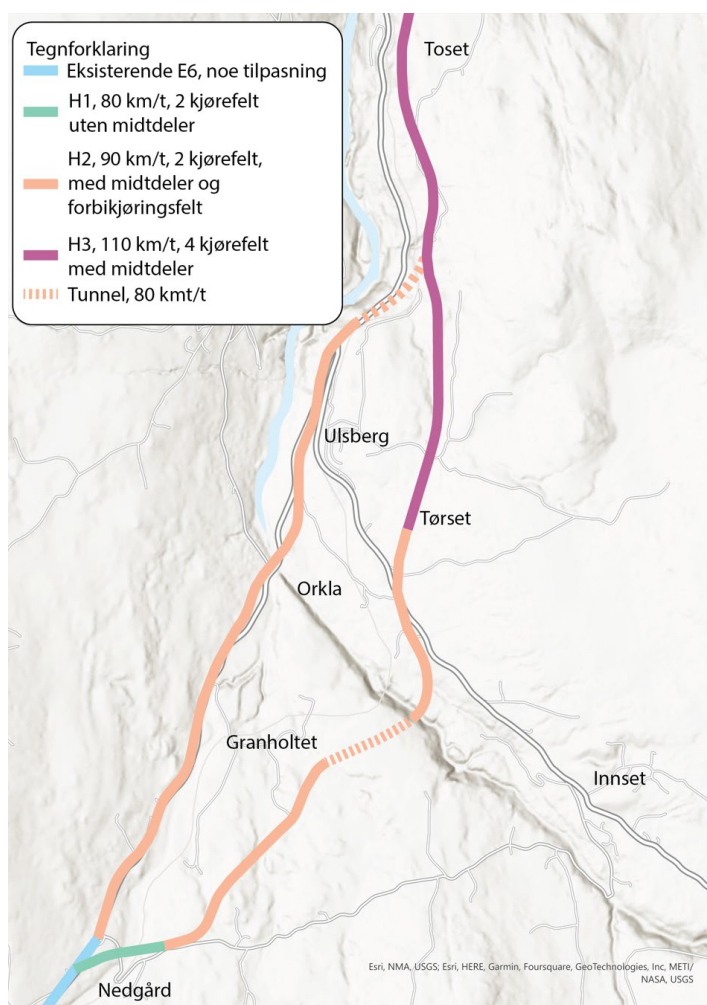 Tegnforklaring
Eksisterende E6, noe tilpasning
H1, 80 km/t, 2 kjørefelt
uten midtdeler
H2, 90 km/t, 2 kjørefelt,
med midtdeler og
forbikjøringsfelt
H3, 110 km/t, 4 kjørefelt
med midtdeler
Tunnel, 80 kmt/t
Toset
Ulsberg
Tørset
Orkla
Granholtet
Innset
Nedgård
Esri, NMA, USGS; Esri, HERE, Garmin, Foursquare, GeoTechnologies, Inc, METI/
NASA, USGS